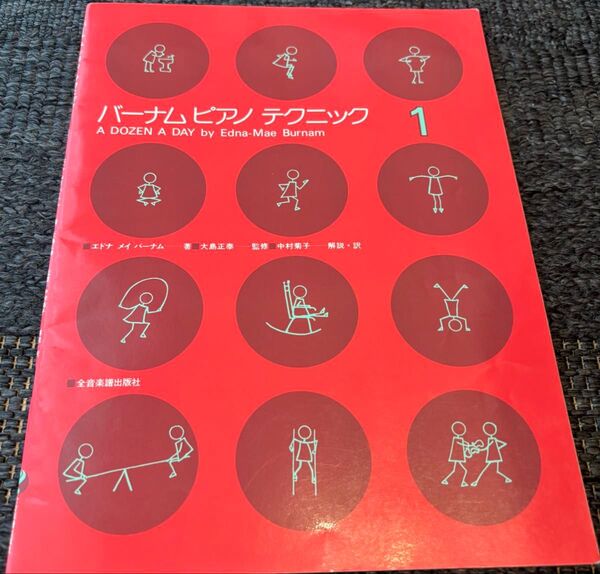 バーナム ピアノ テクニック 1
A DOZEN A DAY by Edna-Mae Burnam
■エドナ メイ バーナム──著■大島正泰──監修■中村菊子──解説・訳
■全音楽譜出版社